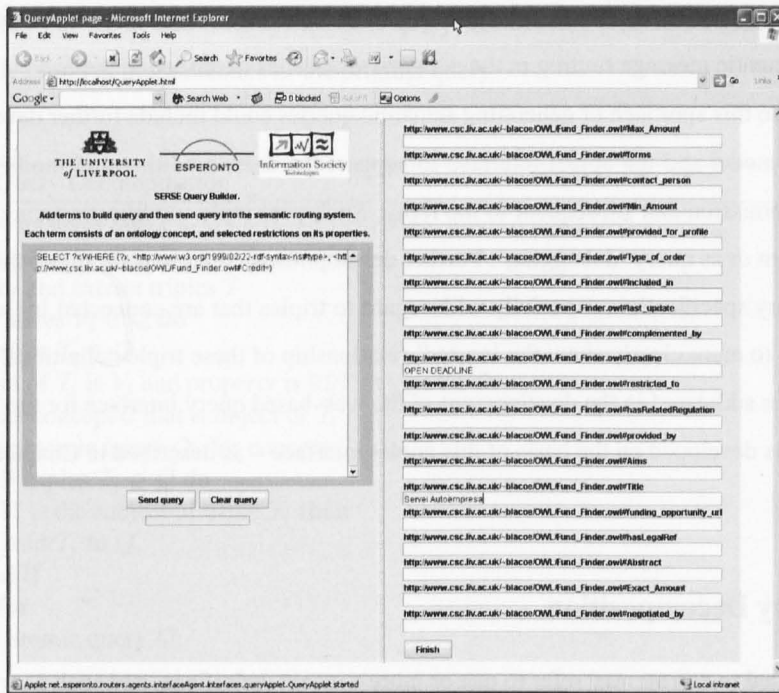 QueryApplet page - Microsoft Internet Explorer
File Edit View Favorites Tools Help
Back Search Favorites
Address http://localhost/QueryApplet.html Go Links
Google Search Web 0 blocked Options
THE UNIVERSITY of LIVERPOOL
ESPERONTO
Information Society
Technologies
SERSE Query Builder.
Add terms to build query and then send query into the semantic routing system.
Each term consists of an ontology concept, and selected restrictions on its properties.
SELECT ?x WHERE (?x, <http://www.w3.org/1999/02/22-rdf-syntax-ns#type>, <htt
p://www.csc.liv.ac.uk/~blacoe/OWL/Fund_Finder.owl#Credit>)
Send query Clear query
http://www.csc.liv.ac.uk/~blacoe/OWL/Fund_Finder.owl#Max_Amount
http://www.csc.liv.ac.uk/~blacoe/OWL/Fund_Finder.owl#forms
http://www.csc.liv.ac.uk/~blacoe/OWL/Fund_Finder.owl#contact_person
http://www.csc.liv.ac.uk/~blacoe/OWL/Fund_Finder.owl#Min_Amount
http://www.csc.liv.ac.uk/~blacoe/OWL/Fund_Finder.owl#provided_for_profile
http://www.csc.liv.ac.uk/~blacoe/OWL/Fund_Finder.owl#Type_of_order
http://www.csc.liv.ac.uk/~blacoe/OWL/Fund_Finder.owl#Included_in
http://www.csc.liv.ac.uk/~blacoe/OWL/Fund_Finder.owl#last_update
http://www.csc.liv.ac.uk/~blacoe/OWL/Fund_Finder.owl#complemented_by
http://www.csc.liv.ac.uk/~blacoe/OWL/Fund_Finder.owl#Deadline
OPEN DEADLINE
http://www.csc.liv.ac.uk/~blacoe/OWL/Fund_Finder.owl#restricted_to
http://www.csc.liv.ac.uk/~blacoe/OWL/Fund_Finder.owl#hasRelatedRegulation
http://www.csc.liv.ac.uk/~blacoe/OWL/Fund_Finder.owl#provided_by
http://www.csc.liv.ac.uk/~blacoe/OWL/Fund_Finder.owl#Aims
http://www.csc.liv.ac.uk/~blacoe/OWL/Fund_Finder.owl#Title
Servei Autoempresa
http://www.csc.liv.ac.uk/~blacoe/OWL/Fund_Finder.owl#funding_opportunity_url
http://www.csc.liv.ac.uk/~blacoe/OWL/Fund_Finder.owl#hasLegalRef
http://www.csc.liv.ac.uk/~blacoe/OWL/Fund_Finder.owl#Abstract
http://www.csc.liv.ac.uk/~blacoe/OWL/Fund_Finder.owl#Exact_Amount
http://www.csc.liv.ac.uk/~blacoe/OWL/Fund_Finder.owl#negotiated_by
Finish
Applet net.esperonto.routers.agents.interfaceAgent.interfaces.queryApplet.QueryApplet started
Local intranet